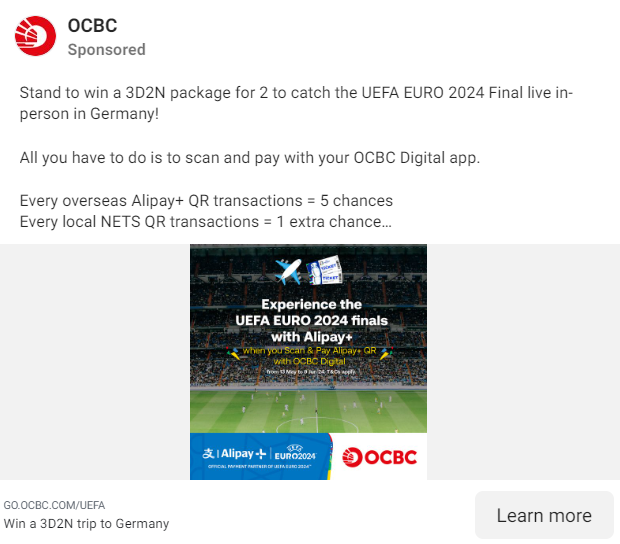 OCBC
Sponsored
Stand to win a 3D2N package for 2 to catch the UEFA EURO 2024 Final live in-
person in Germany!
All you have to do is to scan and pay with your OCBC Digital app.
Every overseas Alipay+ QR transactions = 5 chances
Every local NETS QR transactions = 1 extra chance...
TICKET
Experience the
UEFA EURO 2024 finals
with Alipay+
when you Scan & Pay Alipay+ QR
with OCBC Digital
from 13 May to 9 Jun '24. T&Cs apply.
支 | Alipay+ | UEFA EURO2024
OFFICIAL PAYMENT PARTNER OF UEFA EURO 2024™
OCBC
GO.OCBC.COM/UEFA
Win a 3D2N trip to Germany
Learn more